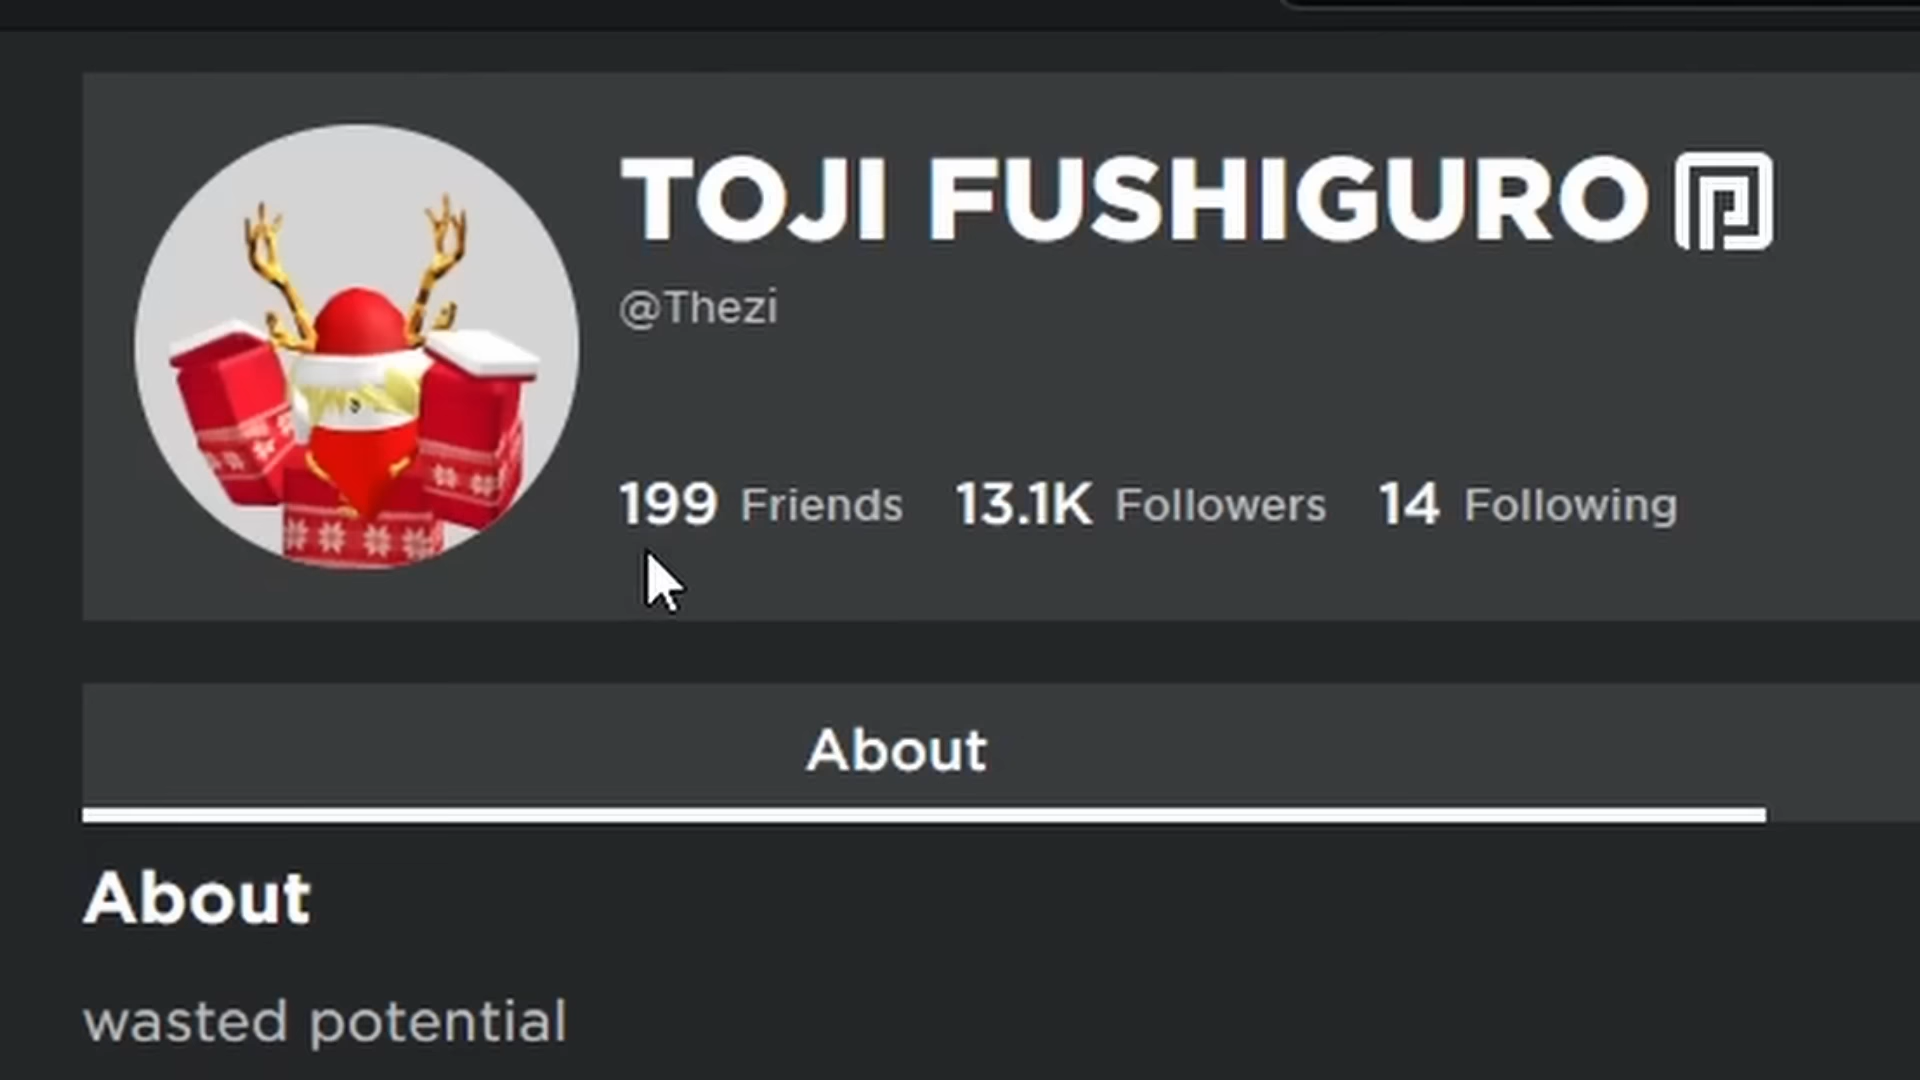 TOJI FUSHIGURO
@Thezi
199 Friends 13.1K Followers 14 Following
About
About
wasted potential